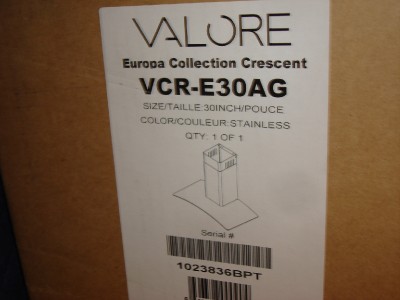 VALORE
Europa Collection Crescent
VCR-E30AG
SIZE/TAILLE:30INCH/POUCE
COLOR/COULEUR:STAINLESS
QTY: 1 OF 1
Serial #
1023836BPT